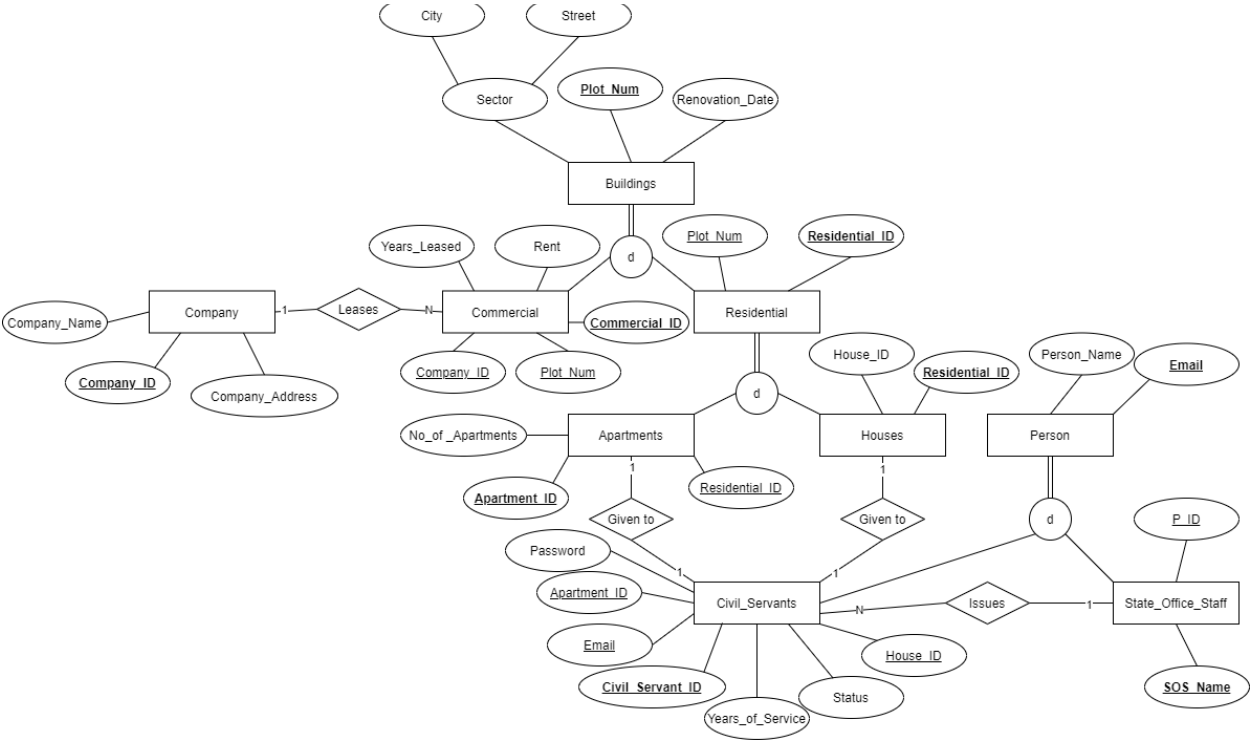 City
Street
Sector
Plot_Num
Renovation_Date
Buildings
Years_Leased
Rent
d
Plot_Num
Residential_ID
Company_Name
Company
1
Leases
N
Commercial
Commercial_ID
Residential
Company_ID
Company_Address
Company_ID
Plot_Num
House_ID
Residential_ID
Person_Name
Email
d
No_of _Apartments
Apartments
Houses
Person
Apartment_ID
1
Residential_ID
1
Given to
Given to
d
P_ID
Password
1
1
Apartment_ID
Civil_Servants
N
Issues
1
State_Office_Staff
Email
House_ID
Civil_Servant_ID
Years_of_Service
Status
SOS_Name